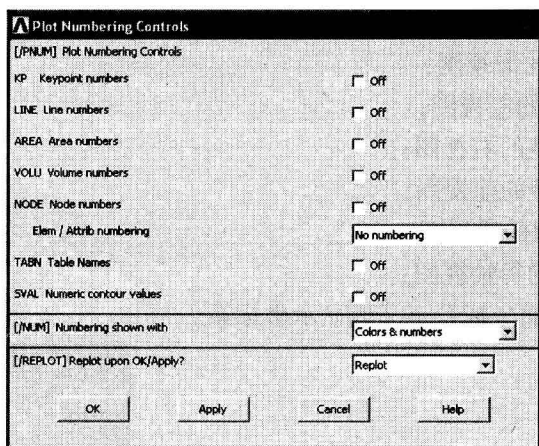 Plot Numbering Controls
[/PNUM] Plot Numbering Controls
KP Keypoint numbers Off
LINE Line numbers Off
AREA Area numbers Off
VOLU Volume numbers Off
NODE Node numbers Off
Elem / Attrib numbering No numbering
TABN Table Names Off
SVAL Numeric contour values Off
[/NUM] Numbering shown with Colors & numbers
[/REPLOT] Replot upon OK/Apply? Replot
OK Apply Cancel Help